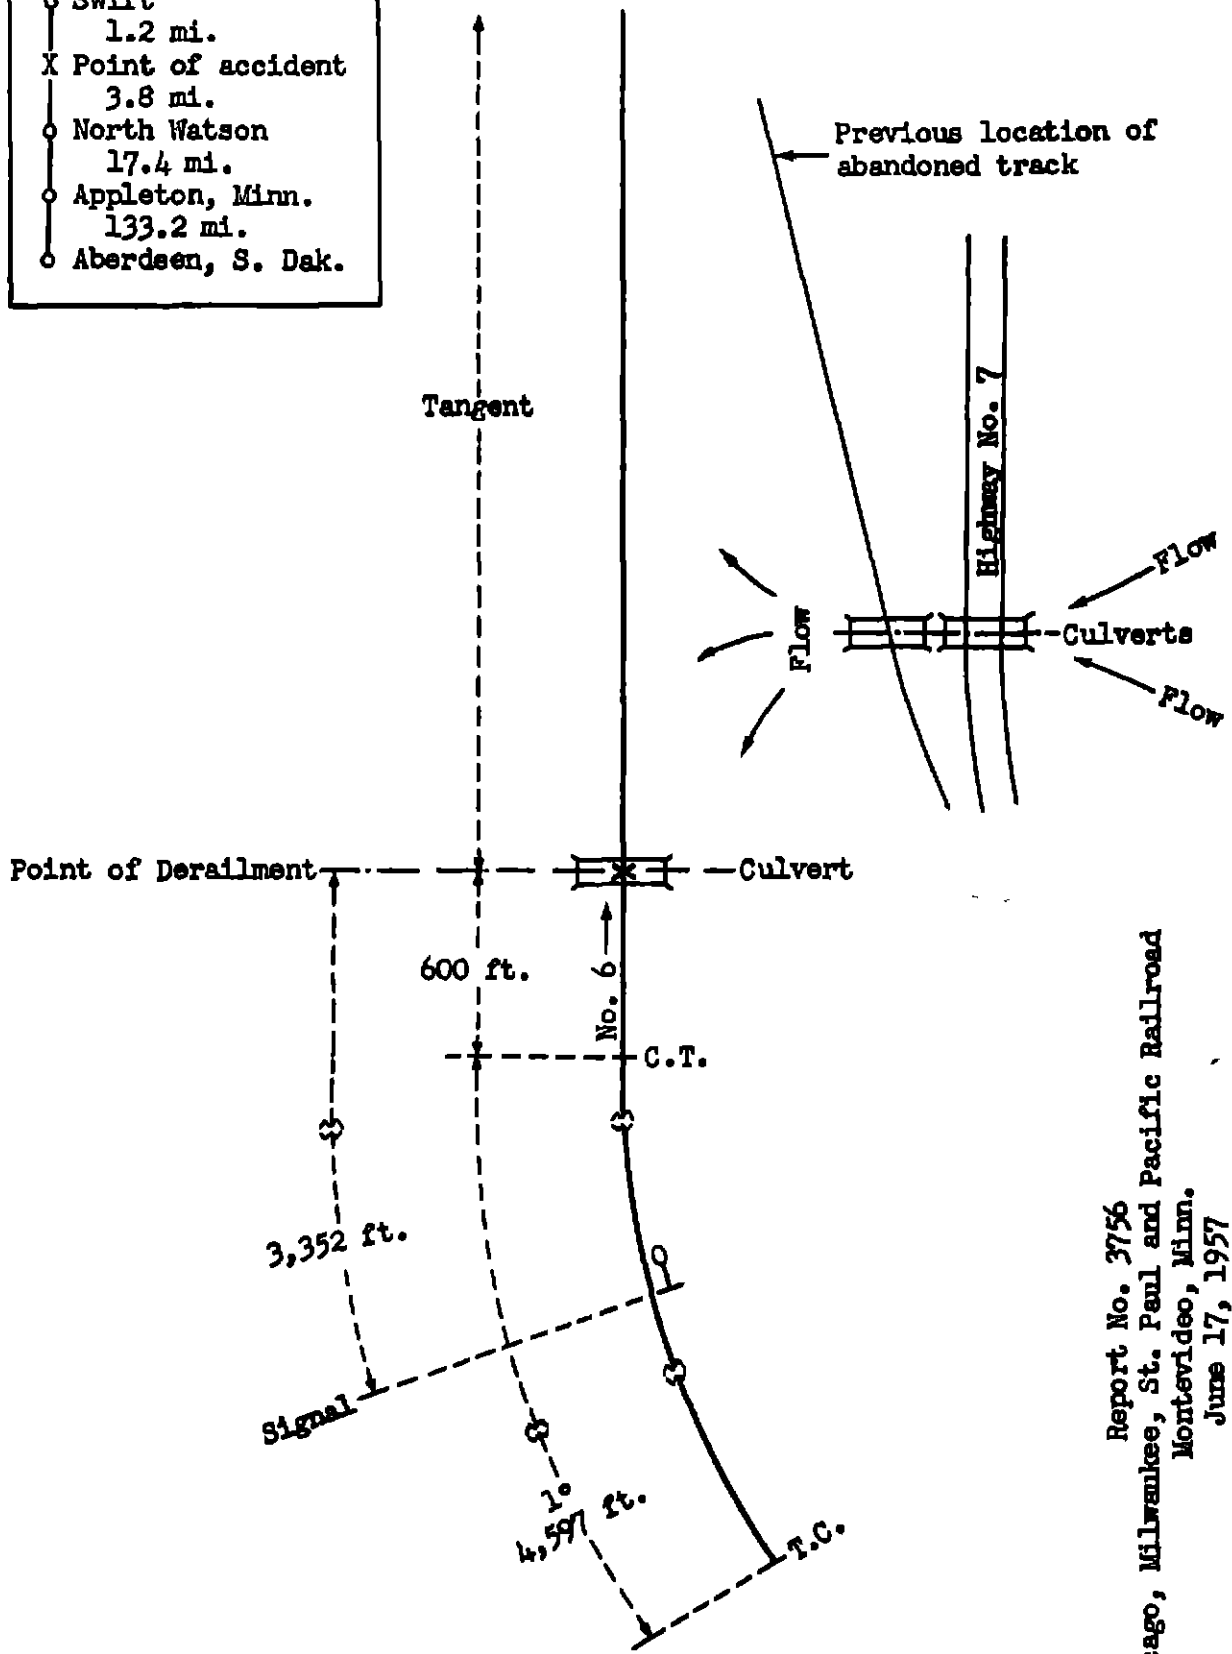 Swift
1.2 mi.
X Point of accident
3.8 mi.
North Watson
17.4 mi.
Appleton, Minn.
133.2 mi.
Aberdeen, S. Dak.
Previous location of
abandoned track
Tangent
Highway No. 7
Flow
Flow
Culverts
Flow
Point of Derailment
Culvert
600 ft.
No. 6
C.T.
3,352 ft.
Signal
1°
4,597 ft.
T.C.
Report No. 3756
Milwaukee, St. Paul and Pacific Railroad
Montevideo, Minn.
June 17, 1957